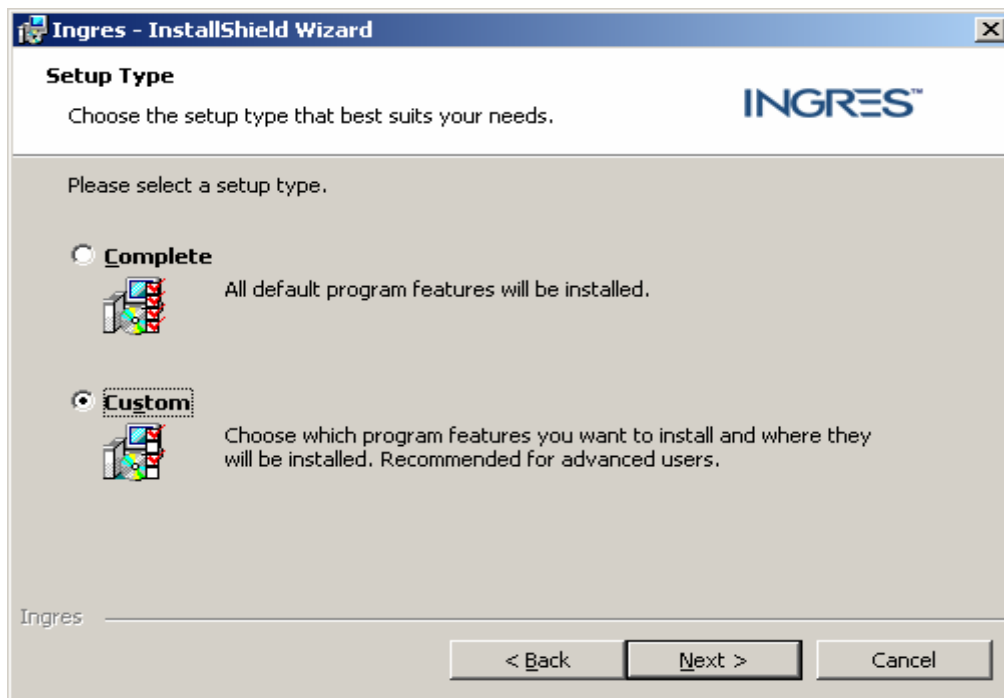 Ingres - InstallShield Wizard
Setup Type
Choose the setup type that best suits your needs.
INGRES™
Please select a setup type.
Complete
All default program features will be installed.
Custom
Choose which program features you want to install and where they
will be installed. Recommended for advanced users.
Ingres
< Back
Next >
Cancel